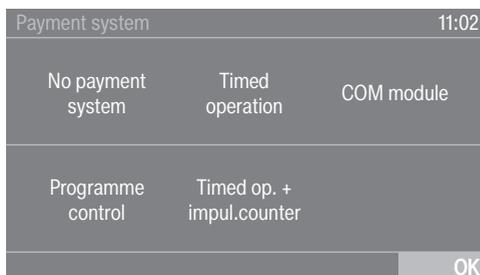 Payment system 11:02
No payment
system
Timed
operation
COM module
Programme
control
Timed op. +
impul.counter
OK